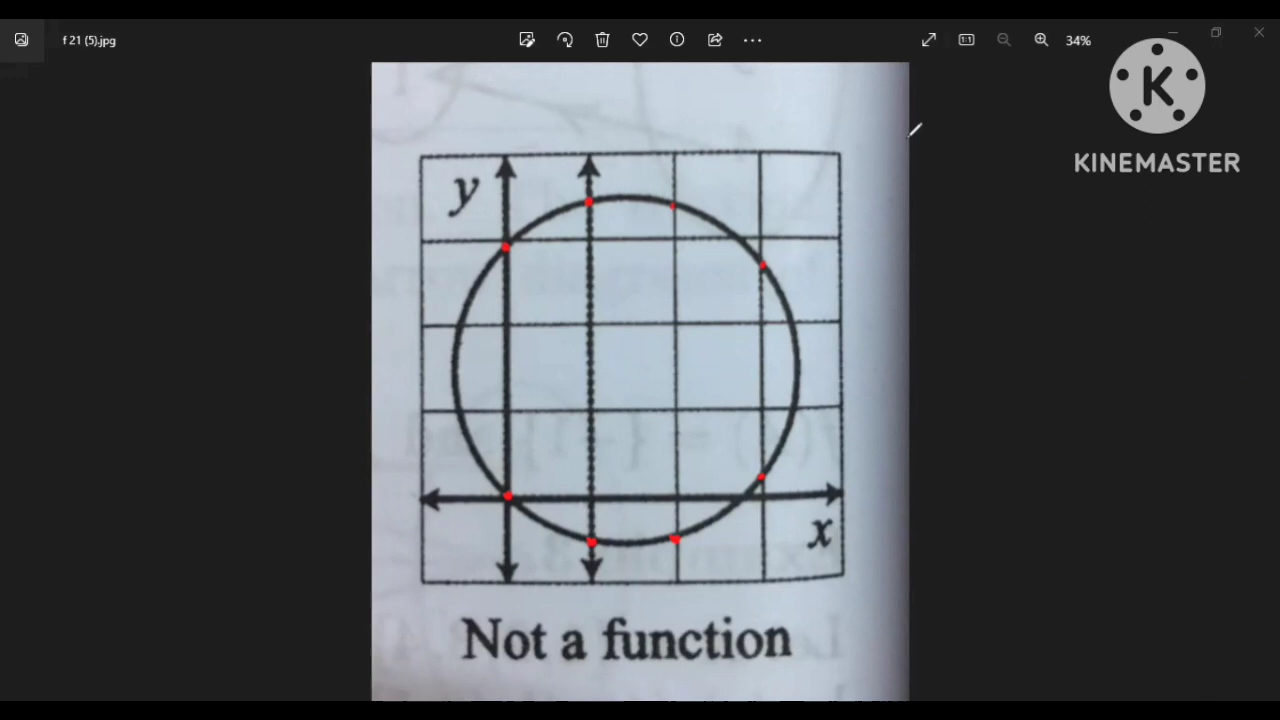 f 21 (5).jpg
34%
K
KINEMASTER
y
x
Not a function